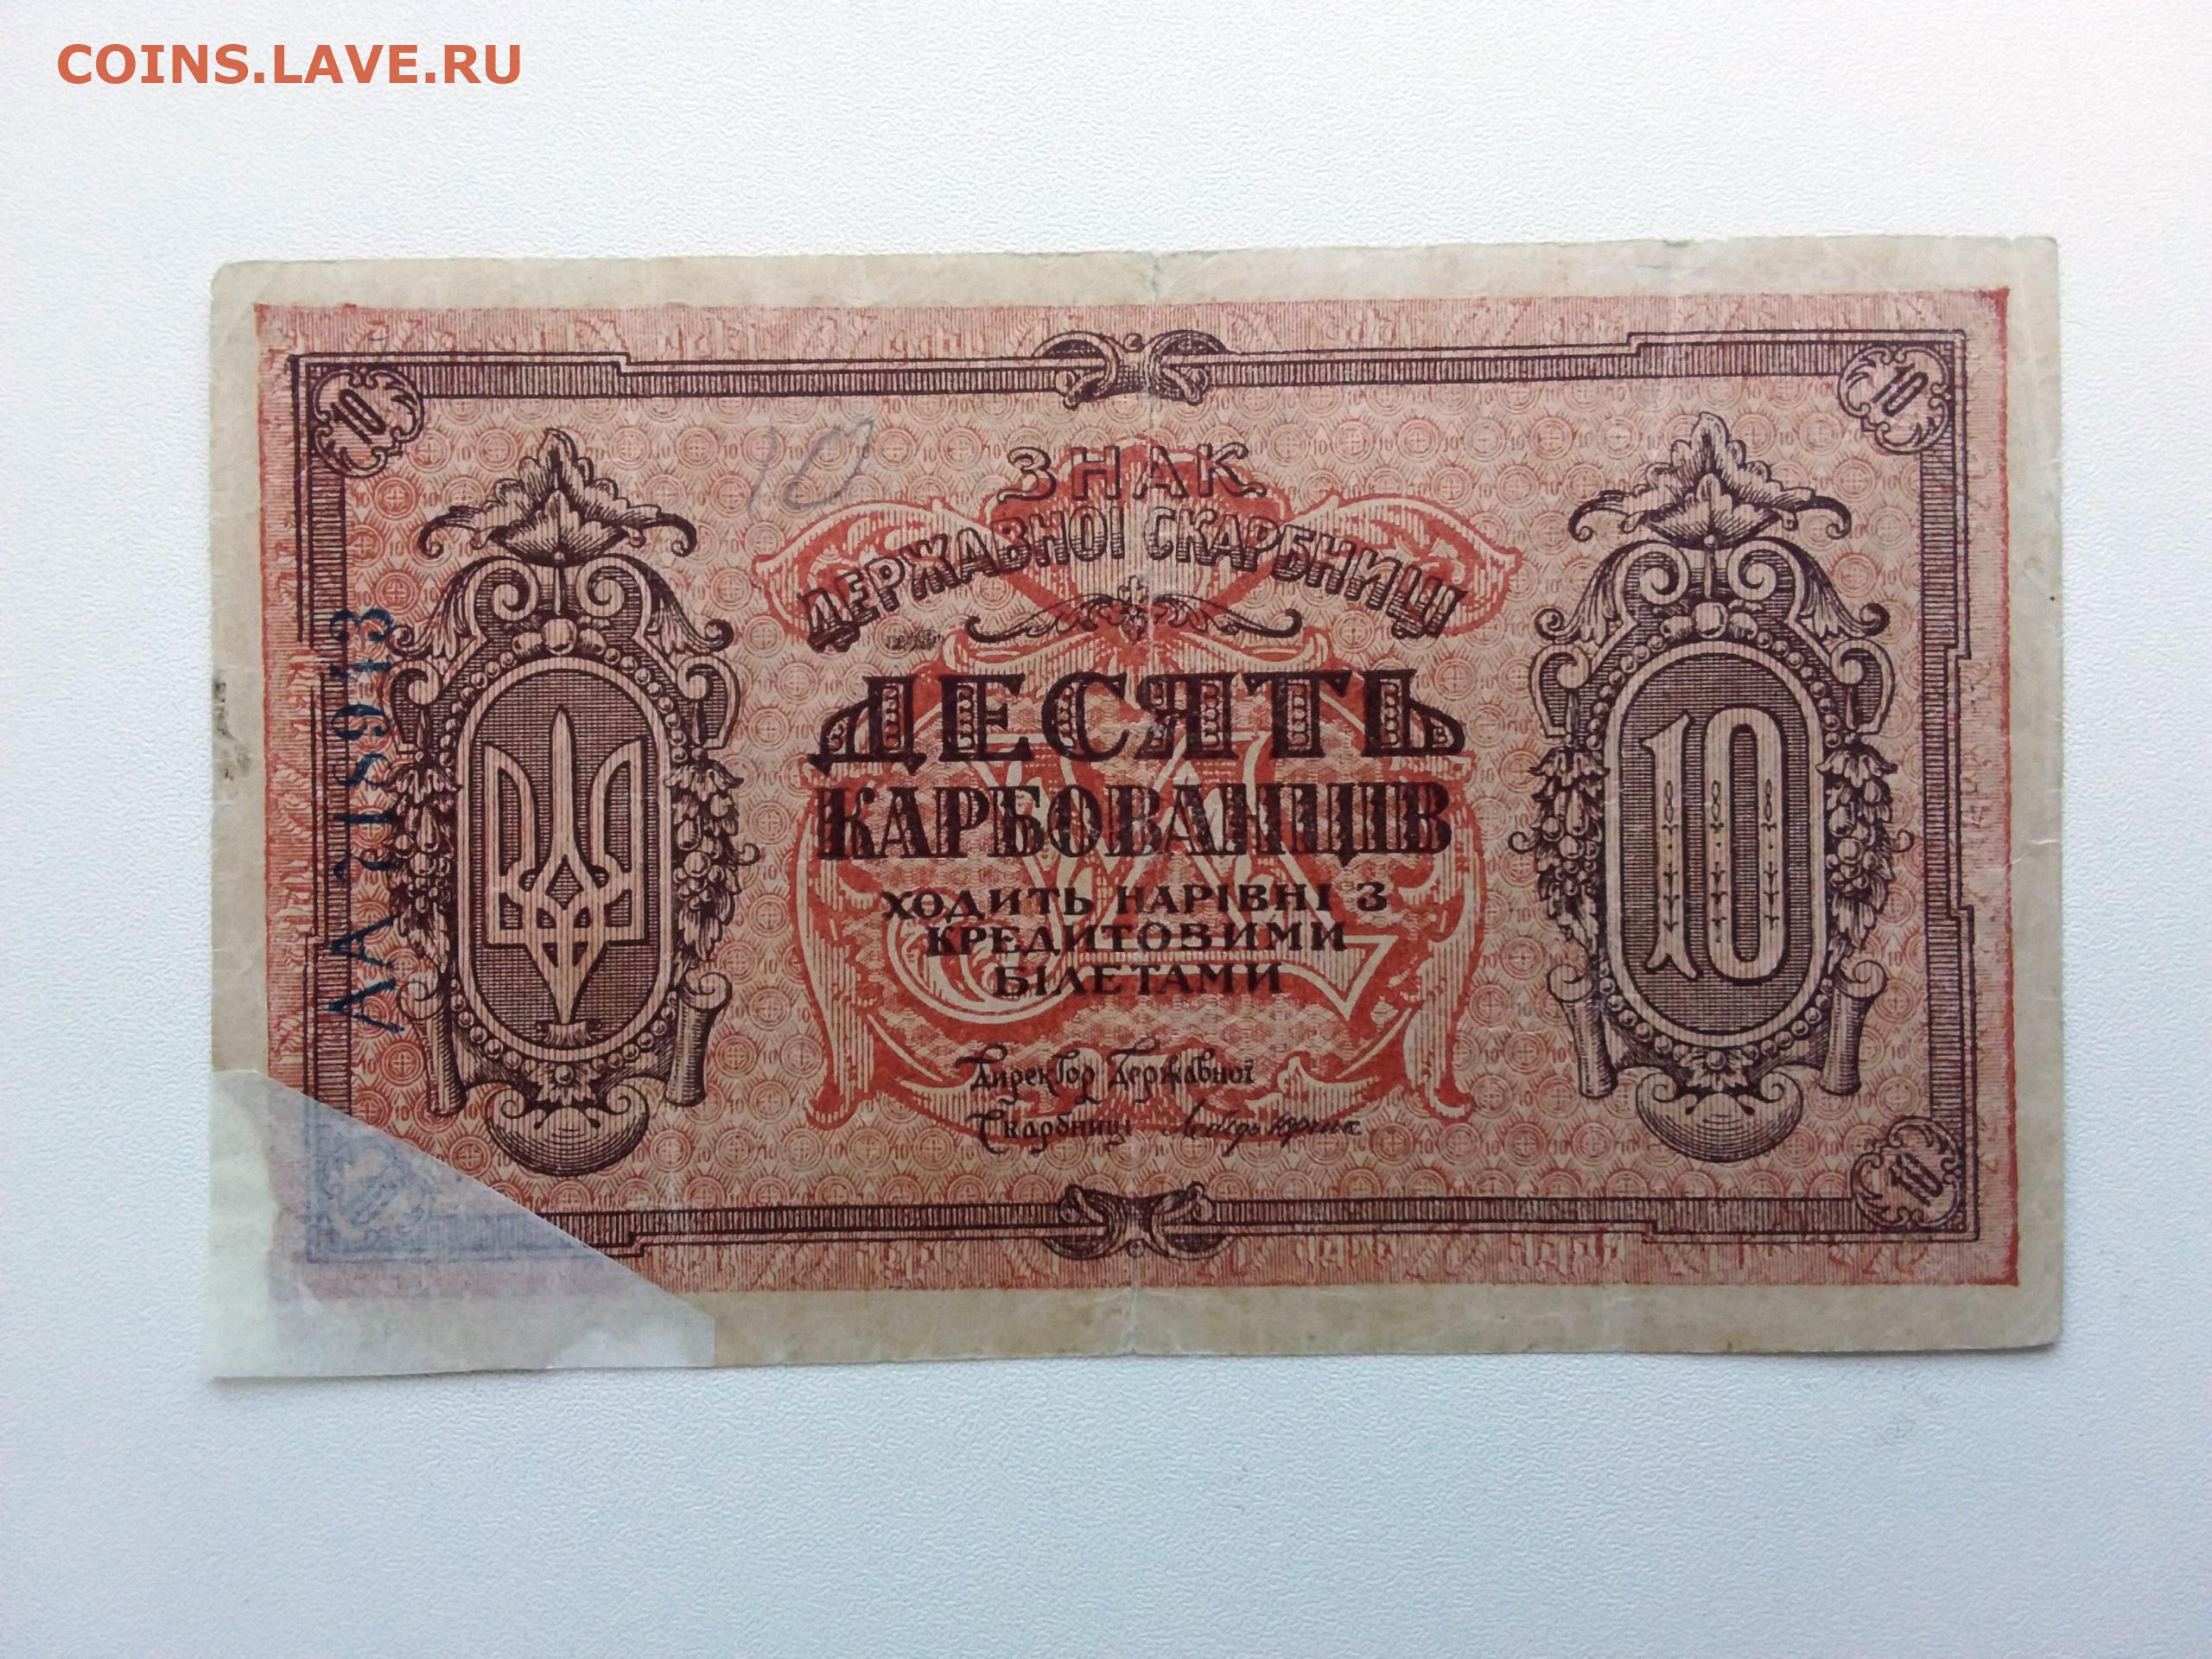 COINS.LAVE.RU
10
10
10
ЗНАК
ДЕРЖАВНОЇ СКАРБНИЦІ
ДЕСЯТЬ
КАРБОВАНЦІВ
ХОДИТЬ НАРІВНІ З
КРЕДИТОВИМИ
БІЛЕТАМИ
Директор Державної
Скарбниці
10
10
10